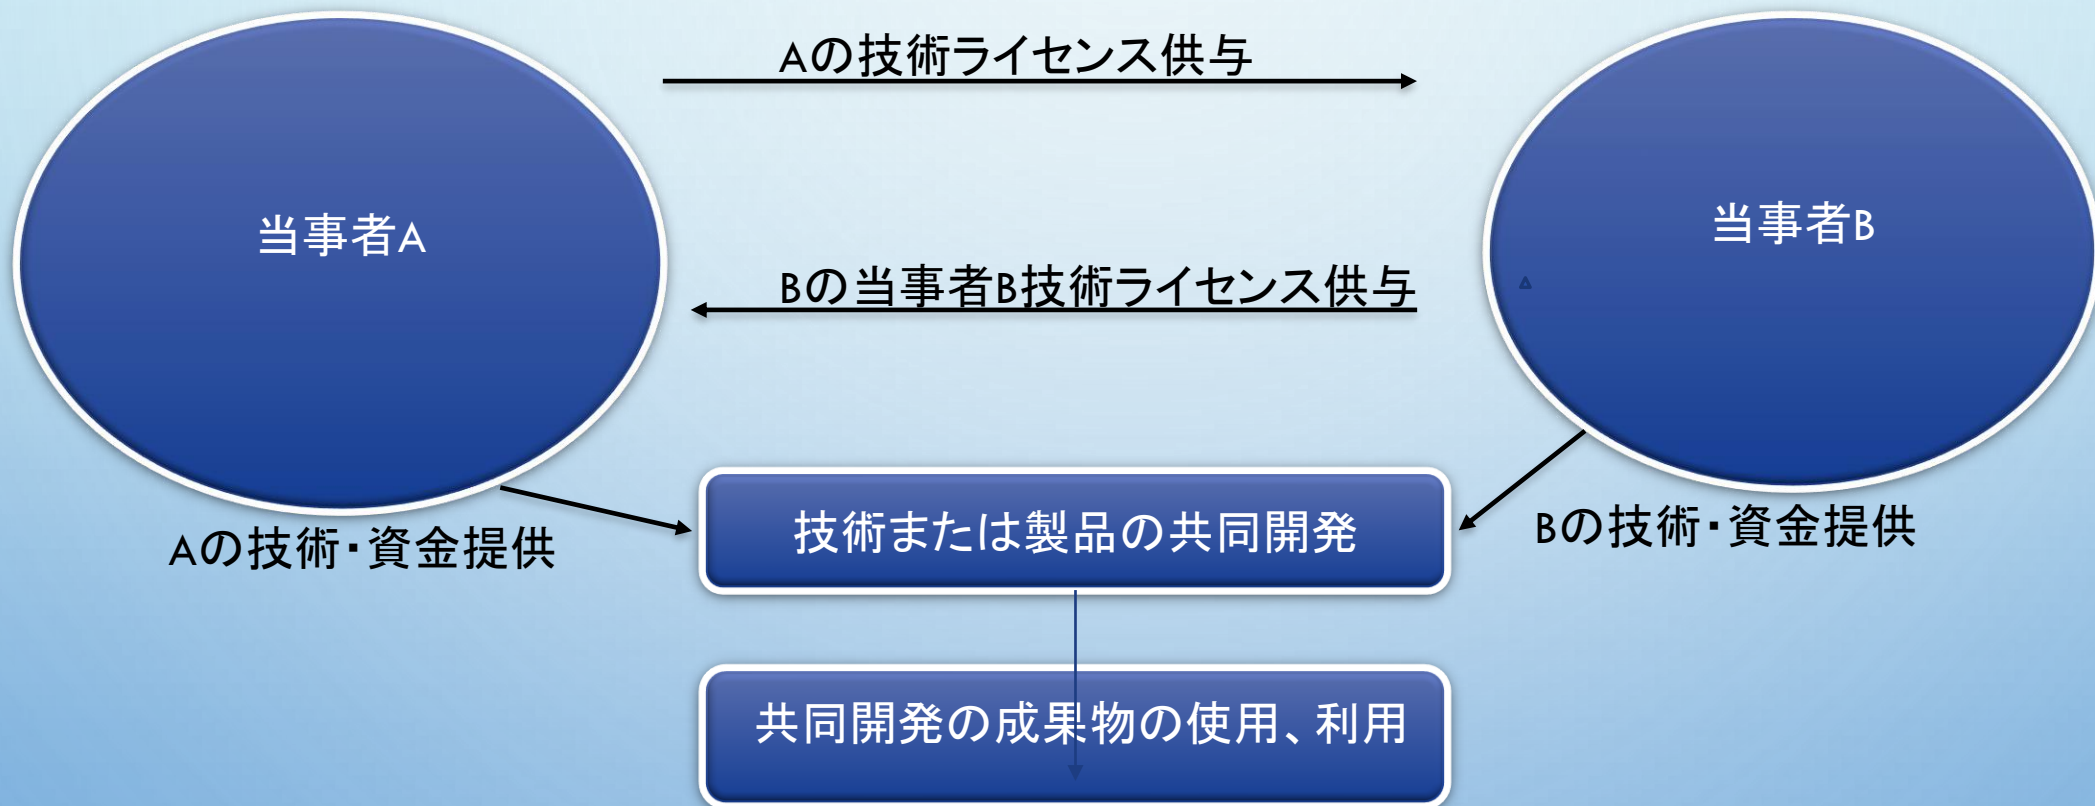 Aの技術ライセンス供与
当事者A
当事者B
Bの当事者B技術ライセンス供与
技術または製品の共同開発
Aの技術・資金提供
Bの技術・資金提供
共同開発の成果物の使用、利用